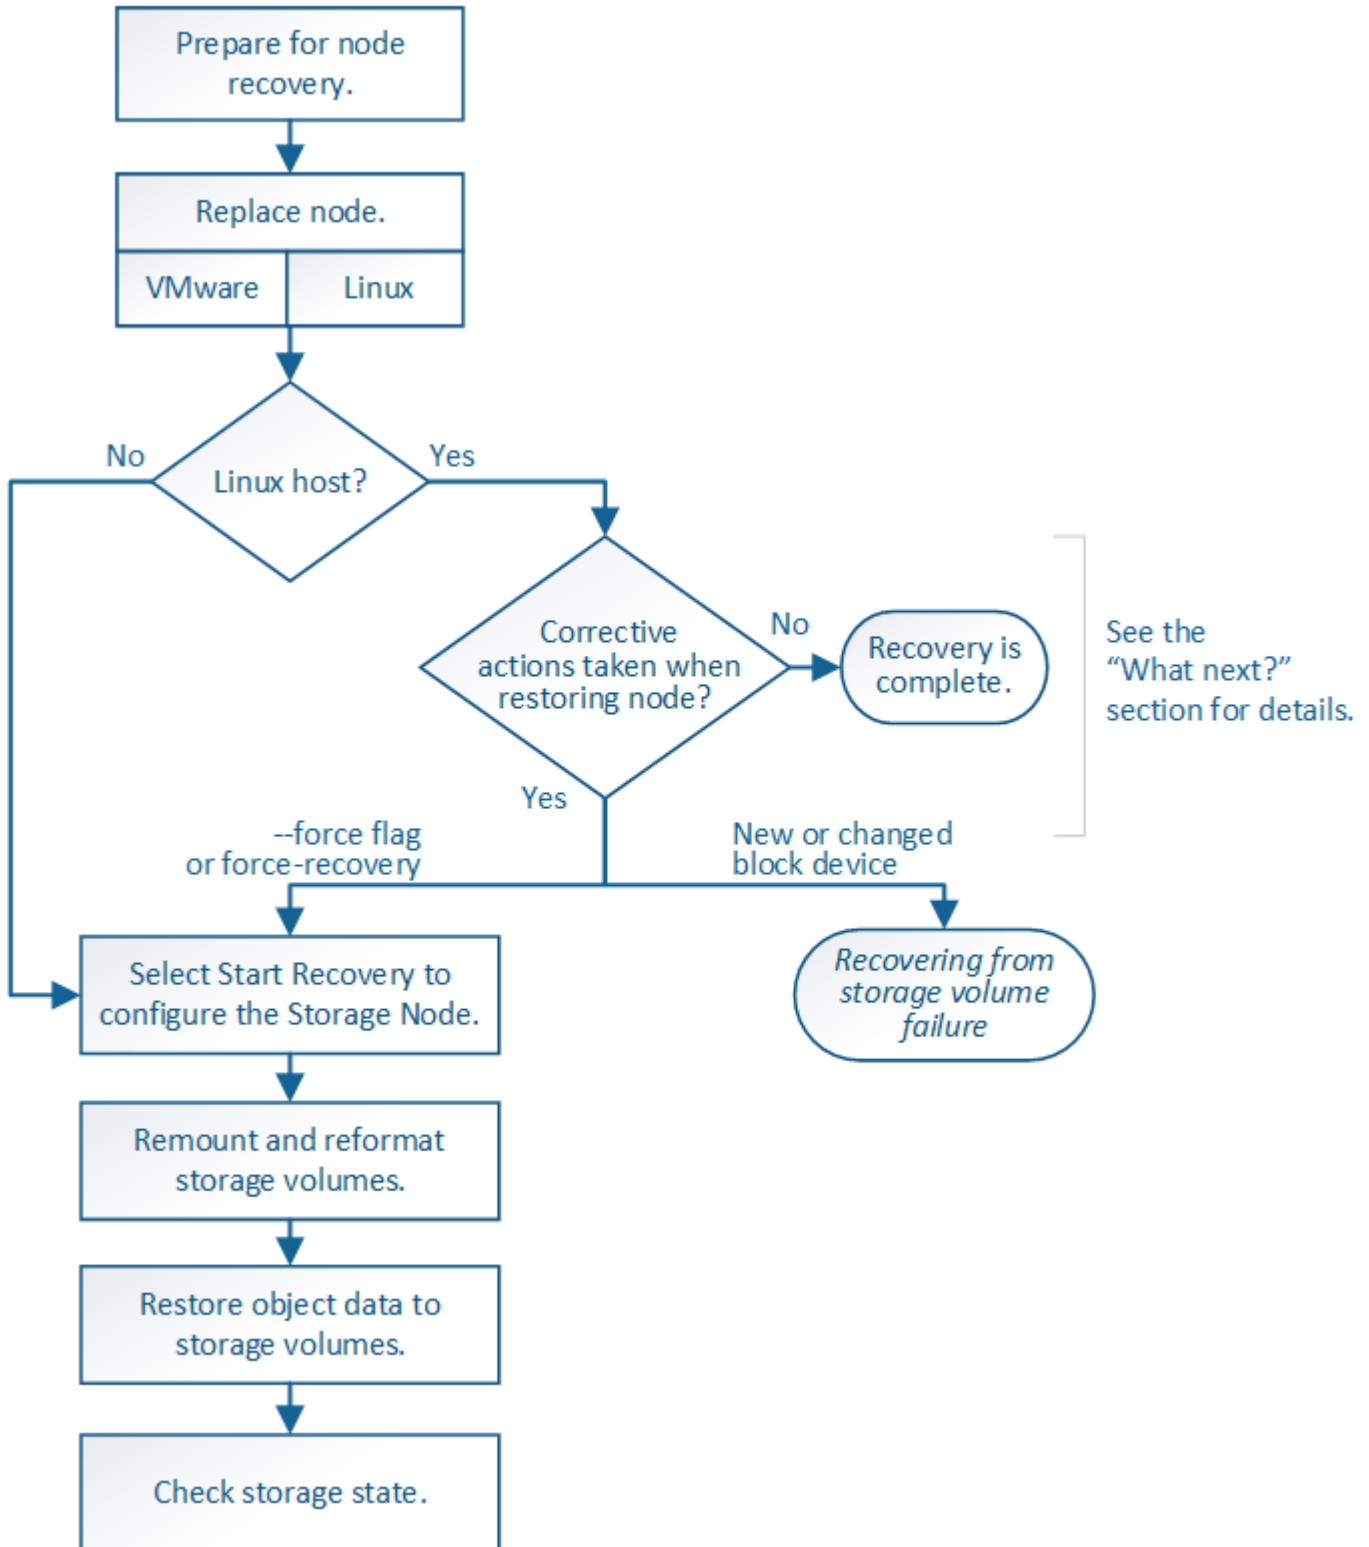 Prepare for node
recovery.
Replace node.
VMware
Linux
Linux host?
No
Yes
Corrective
actions taken when
restoring node?
No
Recovery is
complete.
See the
“What next?”
section for details.
Yes
--force flag
or force-recovery
New or changed
block device
Select Start Recovery to
configure the Storage Node.
Recovering from
storage volume
failure
Remount and reformat
storage volumes.
Restore object data to
storage volumes.
Check storage state.